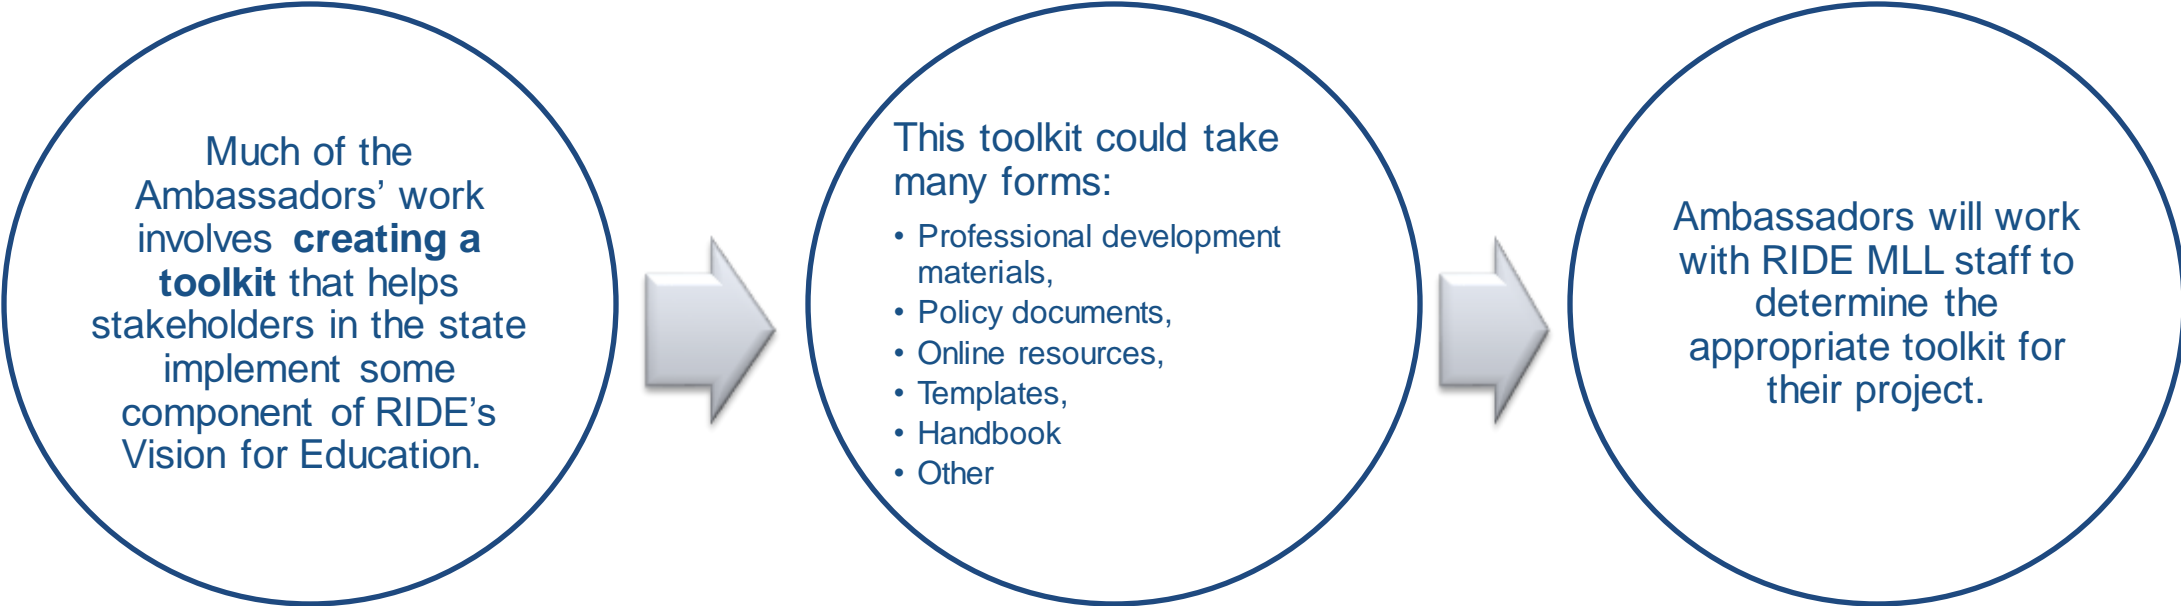 Much of the
Ambassadors’ work
involves creating a
toolkit that helps
stakeholders in the state
implement some
component of RIDE’s
Vision for Education.
This toolkit could take
many forms:
• Professional development
materials,
• Policy documents,
• Online resources,
• Templates,
• Handbook
• Other
Ambassadors will work
with RIDE MLL staff to
determine the
appropriate toolkit for
their project.